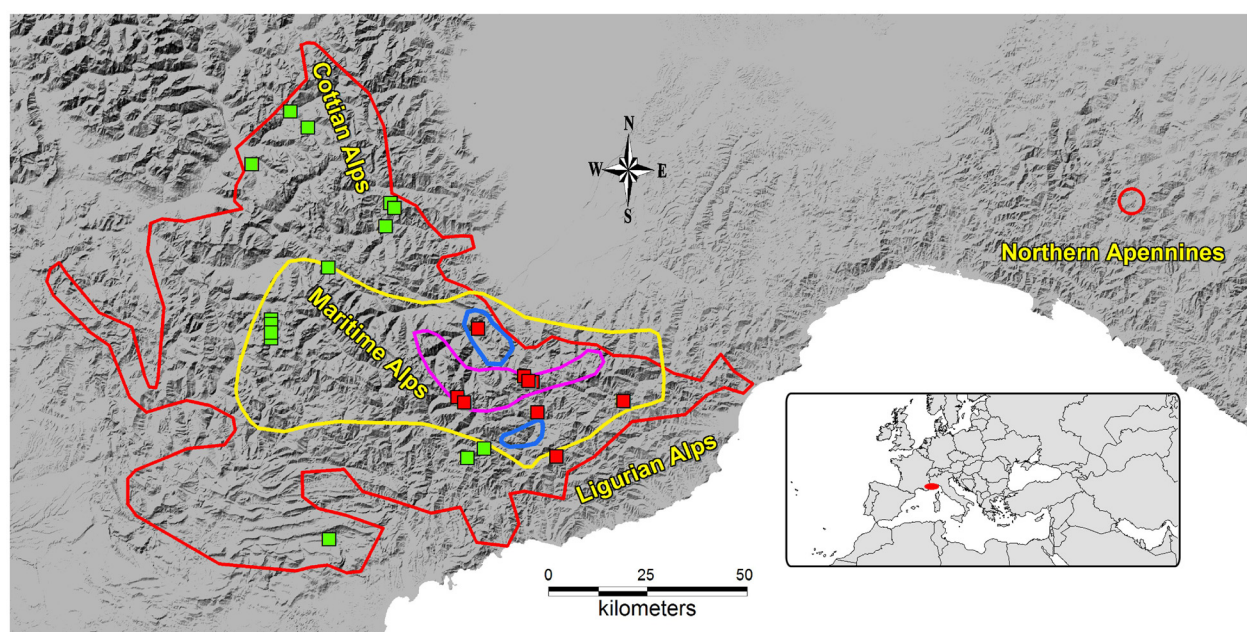 Cottian Alps
N
W E
S
Northern Apennines
Maritime Alps
Ligurian Alps
0 25 50
kilometers